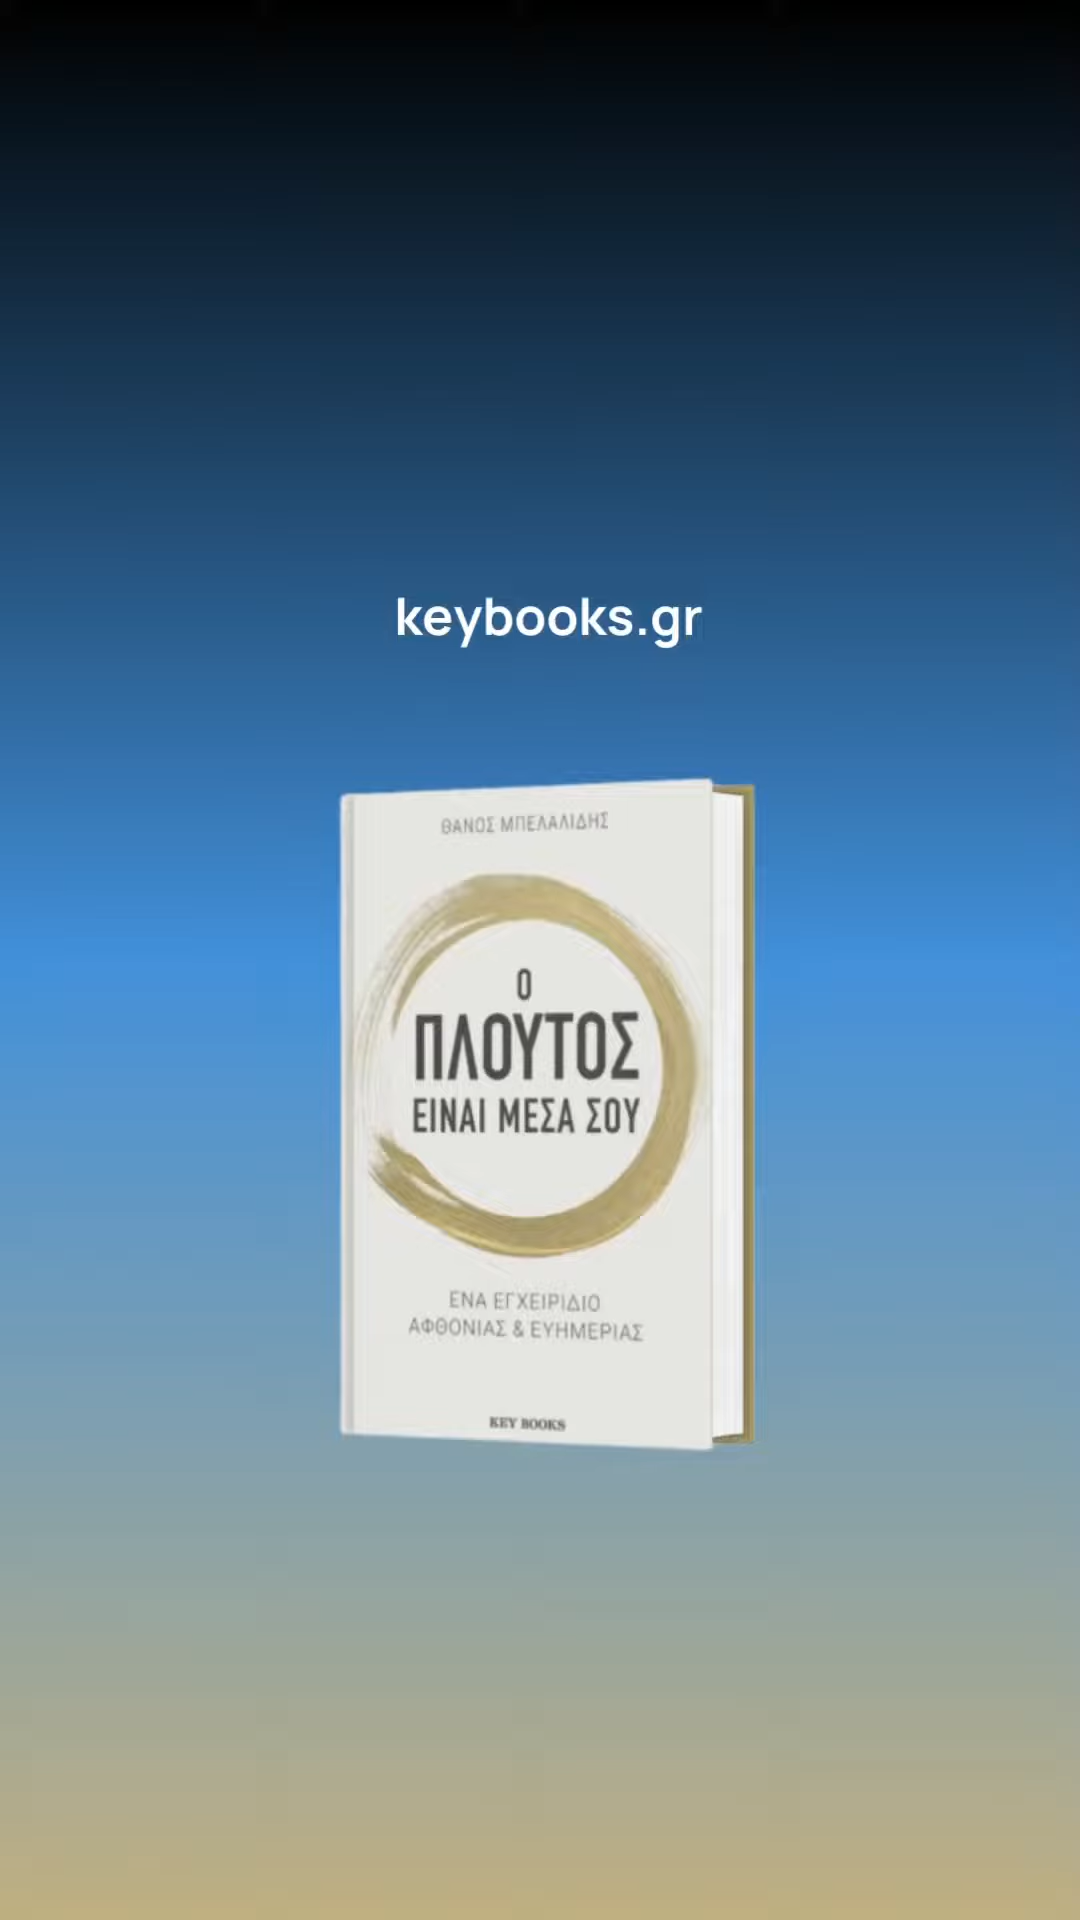 keybooks.gr
ΘΑΝΟΣ ΜΠΕΛΑΛΙΔΗΣ
Ο
ΠΛΟΥΤΟΣ
ΕΙΝΑΙ ΜΕΣΑ ΣΟΥ
ΕΝΑ ΕΓΧΕΙΡΙΔΙΟ
ΑΦΘΟΝΙΑΣ & ΕΥΗΜΕΡΙΑΣ
KEY BOOKS